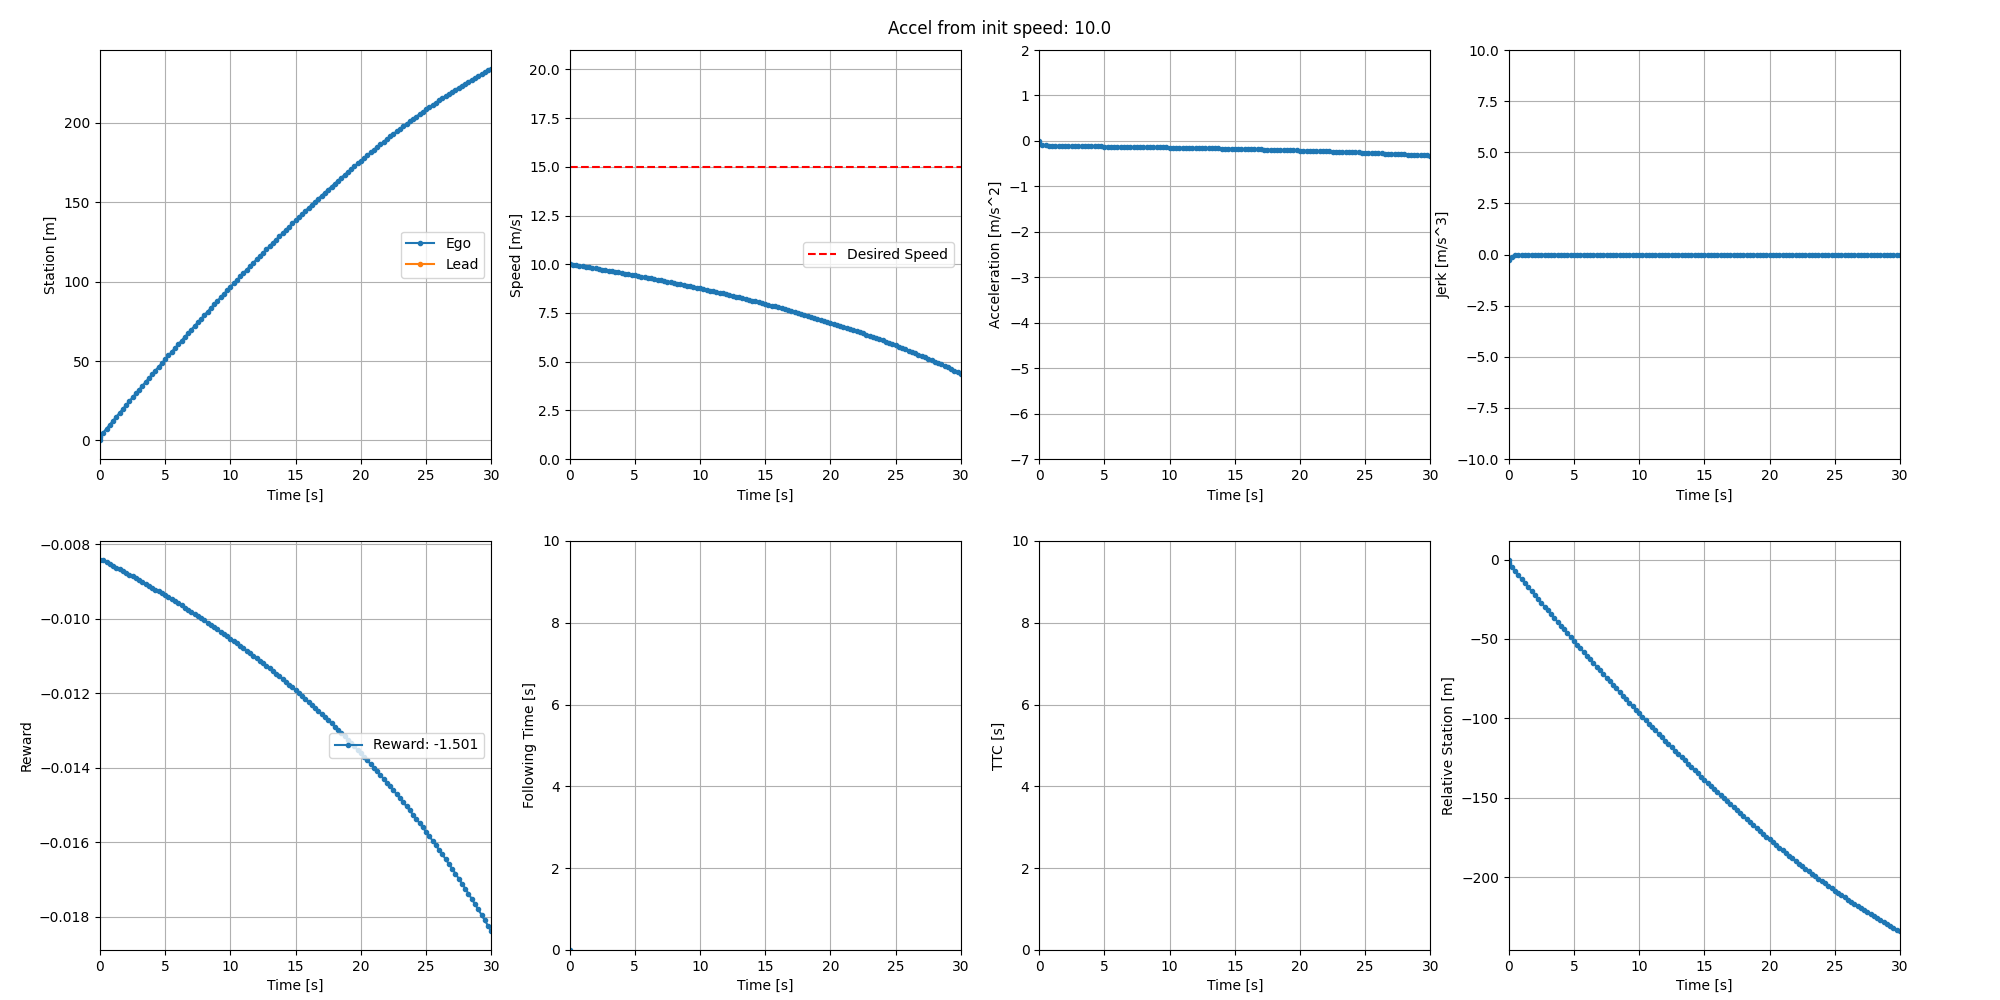 Accel from init speed: 10.0
Station [m]
200
150
100
50
0
Ego
Lead
0 5 10 15 20 25 30
Time [s]
Speed [m/s]
20.0
17.5
15.0
12.5
10.0
7.5
5.0
2.5
0.0
Desired Speed
0 5 10 15 20 25 30
Time [s]
Acceleration [m/s^2]
2
1
0
−1
−2
−3
−4
−5
−6
−7
0 5 10 15 20 25 30
Time [s]
Jerk [m/s^3]
10.0
7.5
5.0
2.5
0.0
−2.5
−5.0
−7.5
−10.0
0 5 10 15 20 25 30
Time [s]
Reward
−0.008
−0.010
−0.012
−0.014
−0.016
−0.018
Reward: -1.501
0 5 10 15 20 25 30
Time [s]
Following Time [s]
10
8
6
4
2
0
0 5 10 15 20 25 30
Time [s]
TTC [s]
10
8
6
4
2
0
0 5 10 15 20 25 30
Time [s]
Relative Station [m]
0
−50
−100
−150
−200
0 5 10 15 20 25 30
Time [s]